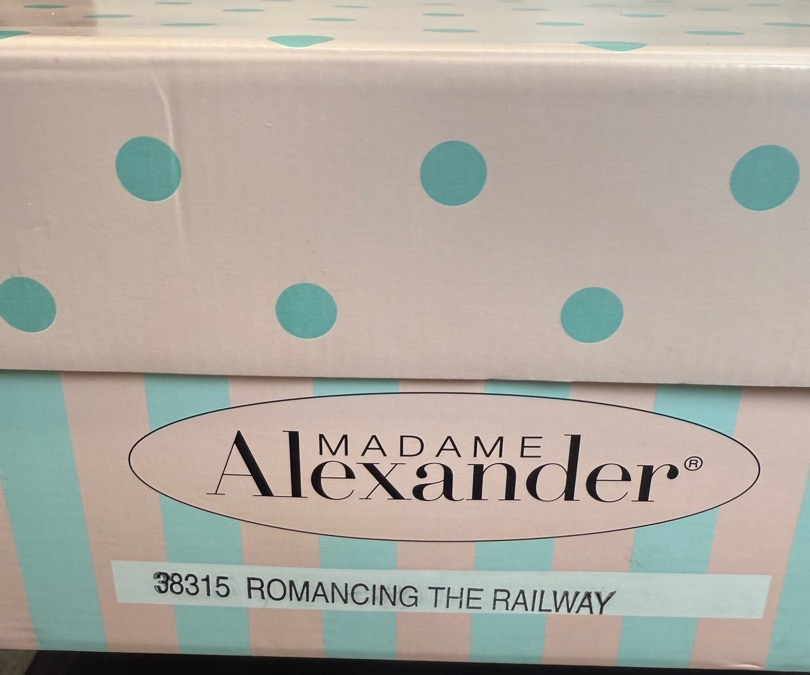 MADAME
Alexander®
38315 ROMANCING THE RAILWAY